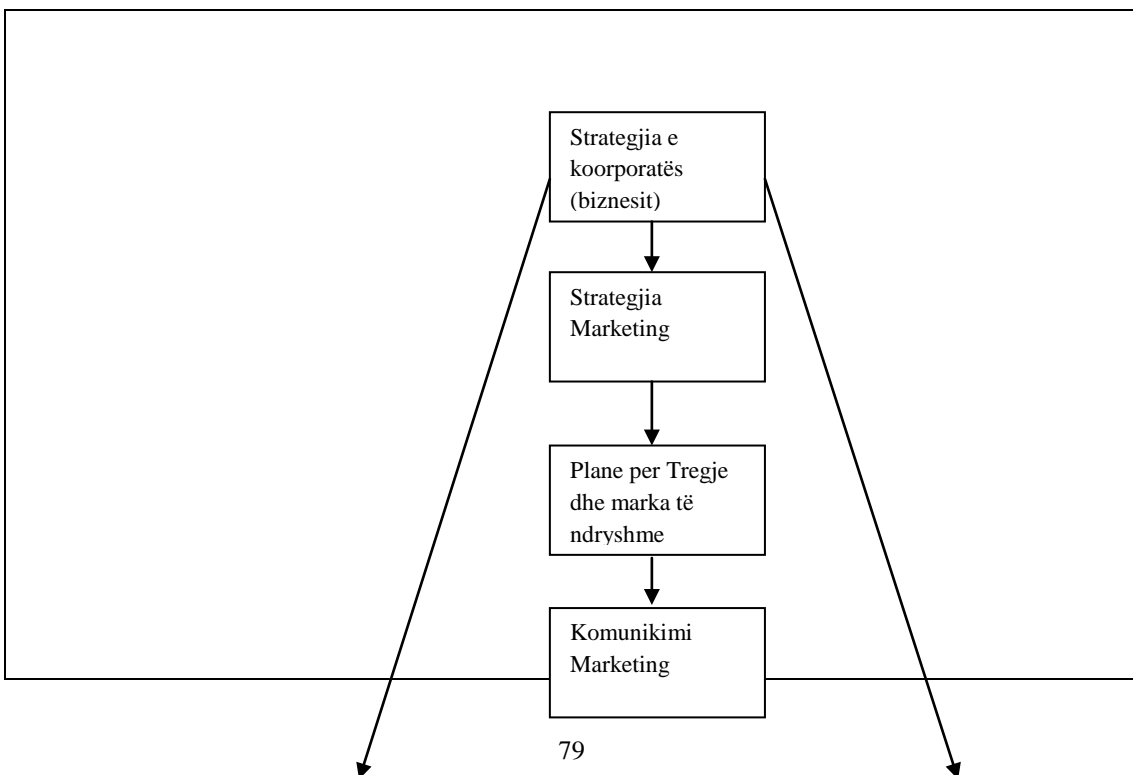 Strategjia e
koorporatës
(biznesit)
Strategjia
Marketing
Plane per Tregje
dhe marka të
ndryshme
Komunikimi
Marketing
79